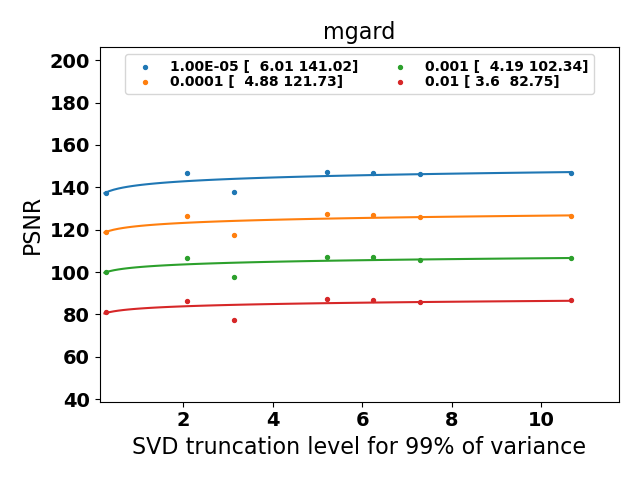 mgard
1.00E-05 [  6.01 141.02]
0.0001 [  4.88 121.73]
0.001 [  4.19 102.34]
0.01 [ 3.6  82.75]
200
180
160
140
120
100
80
60
40
PSNR
2 4 6 8 10
SVD truncation level for 99% of variance